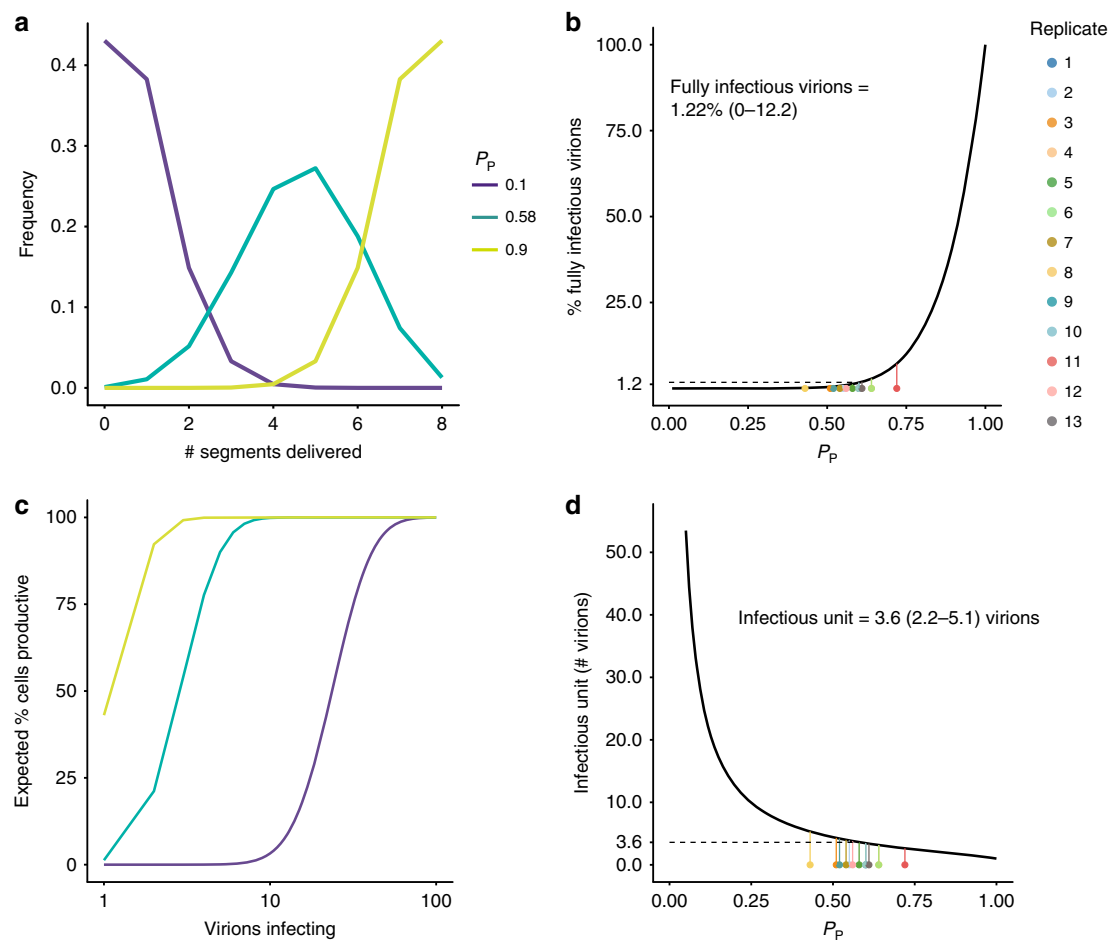 a
0.4
0.3
0.2
0.1
0.0
Frequency
0 2 4 6 8
# segments delivered
PP
0.1
0.58
0.9
b
100.0
75.0
50.0
25.0
1.2
% fully infectious virions
Fully infectious virions =
1.22% (0–12.2)
0.00 0.25 0.50 0.75 1.00
PP
Replicate
1
2
3
4
5
6
7
8
9
10
11
12
13
c
100
75
50
25
0
Expected % cells productive
1 10 100
Virions infecting
d
50.0
40.0
30.0
20.0
10.0
3.6
0.0
Infectious unit (# virions)
Infectious unit = 3.6 (2.2–5.1) virions
0.00 0.25 0.50 0.75 1.00
PP